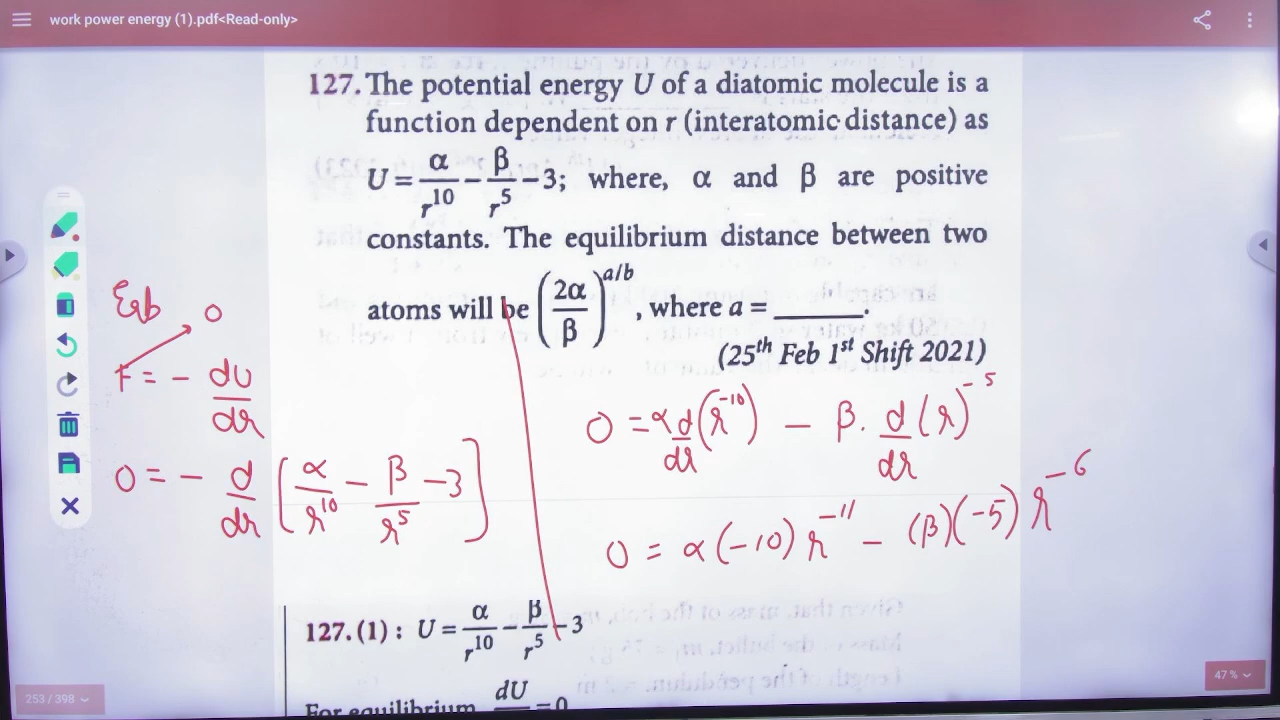 work power energy (1).pdf<Read-only>
127. The potential energy U of a diatomic molecule is a
function dependent on r (interatomic distance) as
U = α/r^10 − β/r^5 − 3; where, α and β are positive
constants. The equilibrium distance between two
atoms will be (2α/β)^a/b, where a = ______.
(25th Feb 1st Shift 2021)
0
F = − dU/dr
0 = − d/dr [α/r^10 − β/r^5 − 3]
0 = α d/dr (r^−10) − β. d/dr (r)^−5
0 = α(−10) r^−11 − (β)(−5) r^−6
127. (1) : U = α/r^10 − β/r^5 − 3
For equilibrium, dU/ =0
253 / 398
47 %